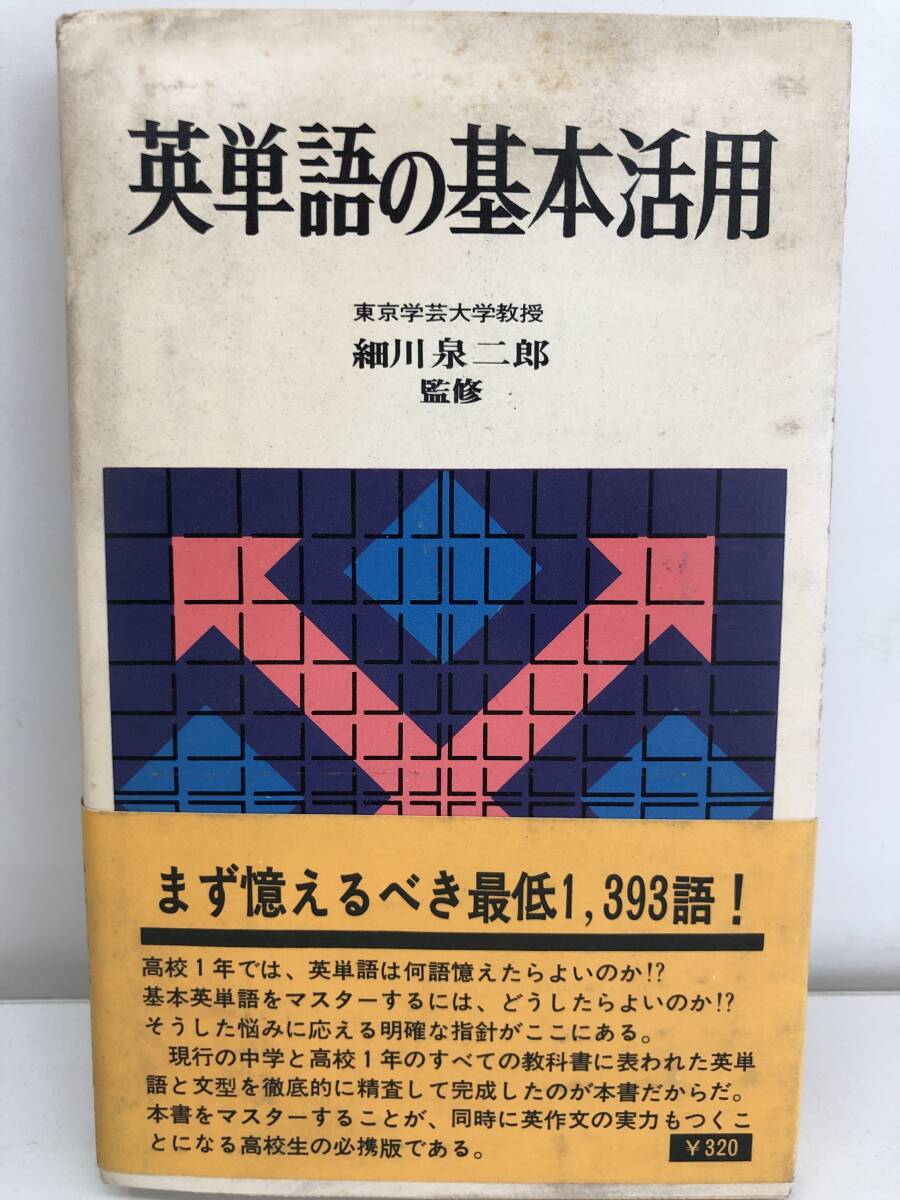 英単語の基本活用
東京学芸大学教授
細川泉二郎
監修
まず憶えるべき最低1,393語!
高校1年では、英単語は何語憶えたらよいのか!?
基本英単語をマスターするには、どうしたらよいのか!?
そうした悩みに応える明確な指針がここにある。
現行の中学と高校1年のすべての教科書に表われた英単
語と文型を徹底的に精査して完成したのが本書だからだ。
本書をマスターすることが、同時に英作文の実力もつくこ
とになる高校生の必携版である。
¥320